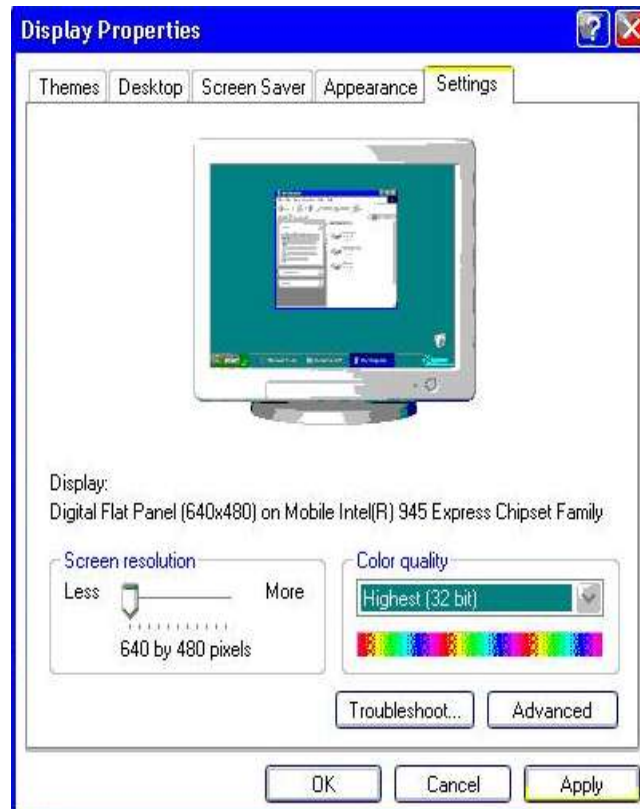 Display Properties
Themes Desktop Screen Saver Appearance Settings
Display:
Digital Flat Panel (640x480) on Mobile Intel(R) 945 Express Chipset Family
Screen resolution
Less More
640 by 480 pixels
Color quality
Highest (32 bit)
Troubleshoot... Advanced
OK Cancel Apply